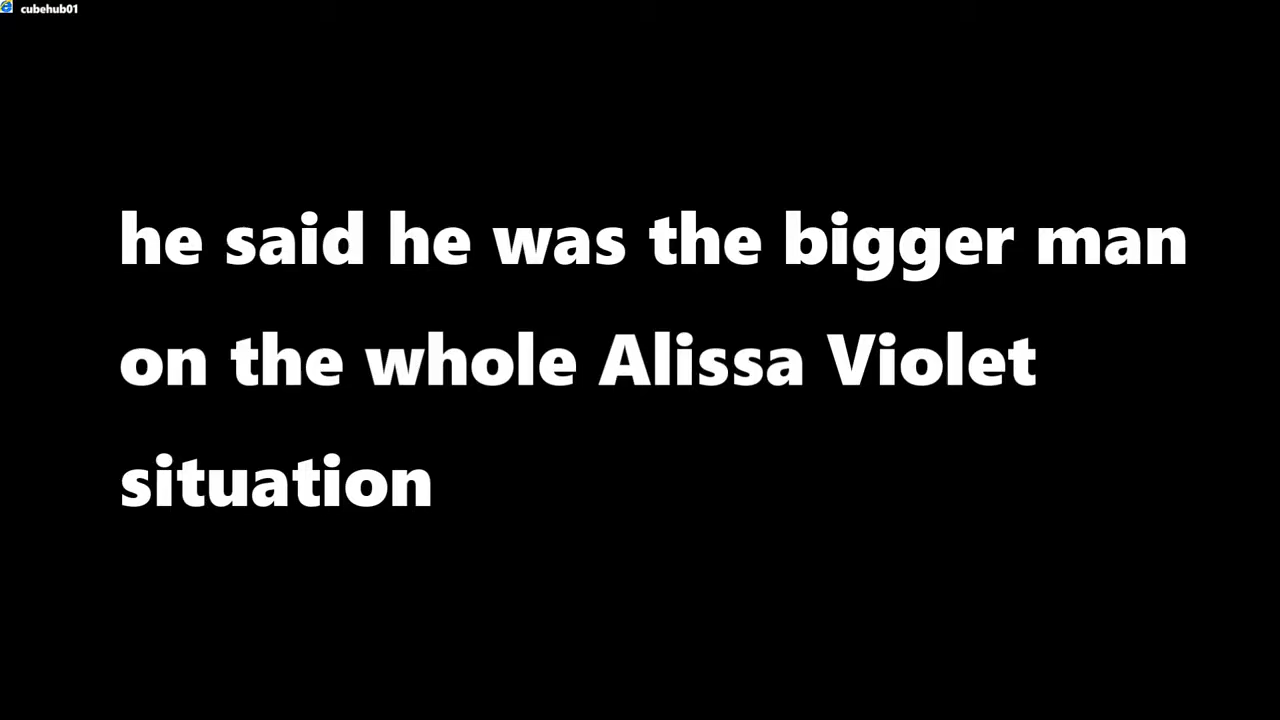 cubehub01
he said he was the bigger man
on the whole Alissa Violet
situation